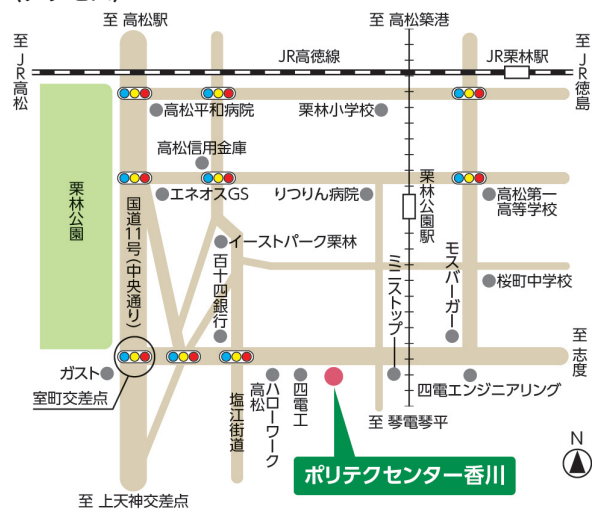 至 高松駅
至 高松築港
至 JR高松
JR高徳線
JR栗林駅
至 JR徳島
高松平和病院
栗林小学校
高松信用金庫
栗林公園
国道11号(中央通り)
エネオスGS
りつりん病院
栗林公園駅
高松第一
高等学校
イーストパーク栗林
百十四銀行
ミニストップ
モスバーガー
桜町中学校
至 志度
ガスト
室町交差点
塩江街道
ハローワーク
高松
四電工
四電エンジニアリング
至 琴電琴平
ポリテクセンター香川
N
至 上天神交差点